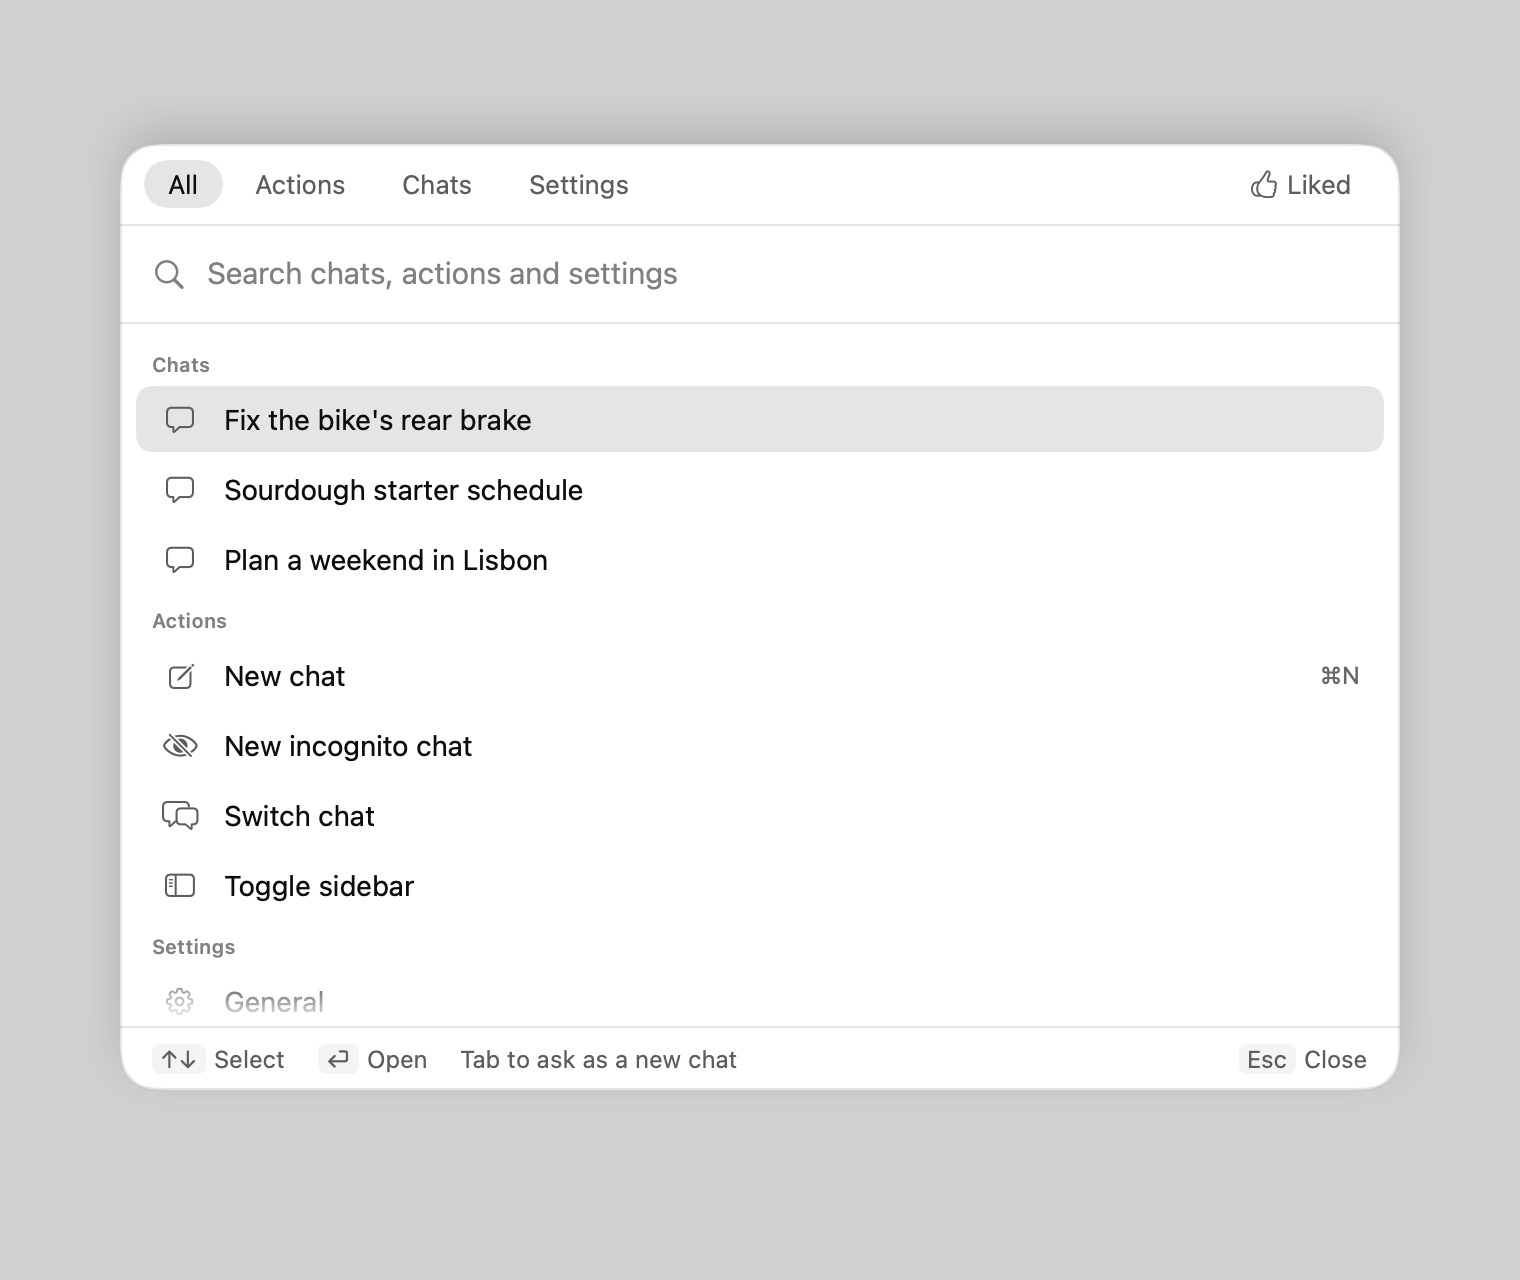 All Actions Chats Settings Liked
Search chats, actions and settings
Chats
Fix the bike's rear brake
Sourdough starter schedule
Plan a weekend in Lisbon
Actions
New chat ⌘N
New incognito chat
Switch chat
Toggle sidebar
Settings
General
↑↓ Select ↩ Open Tab to ask as a new chat Esc Close